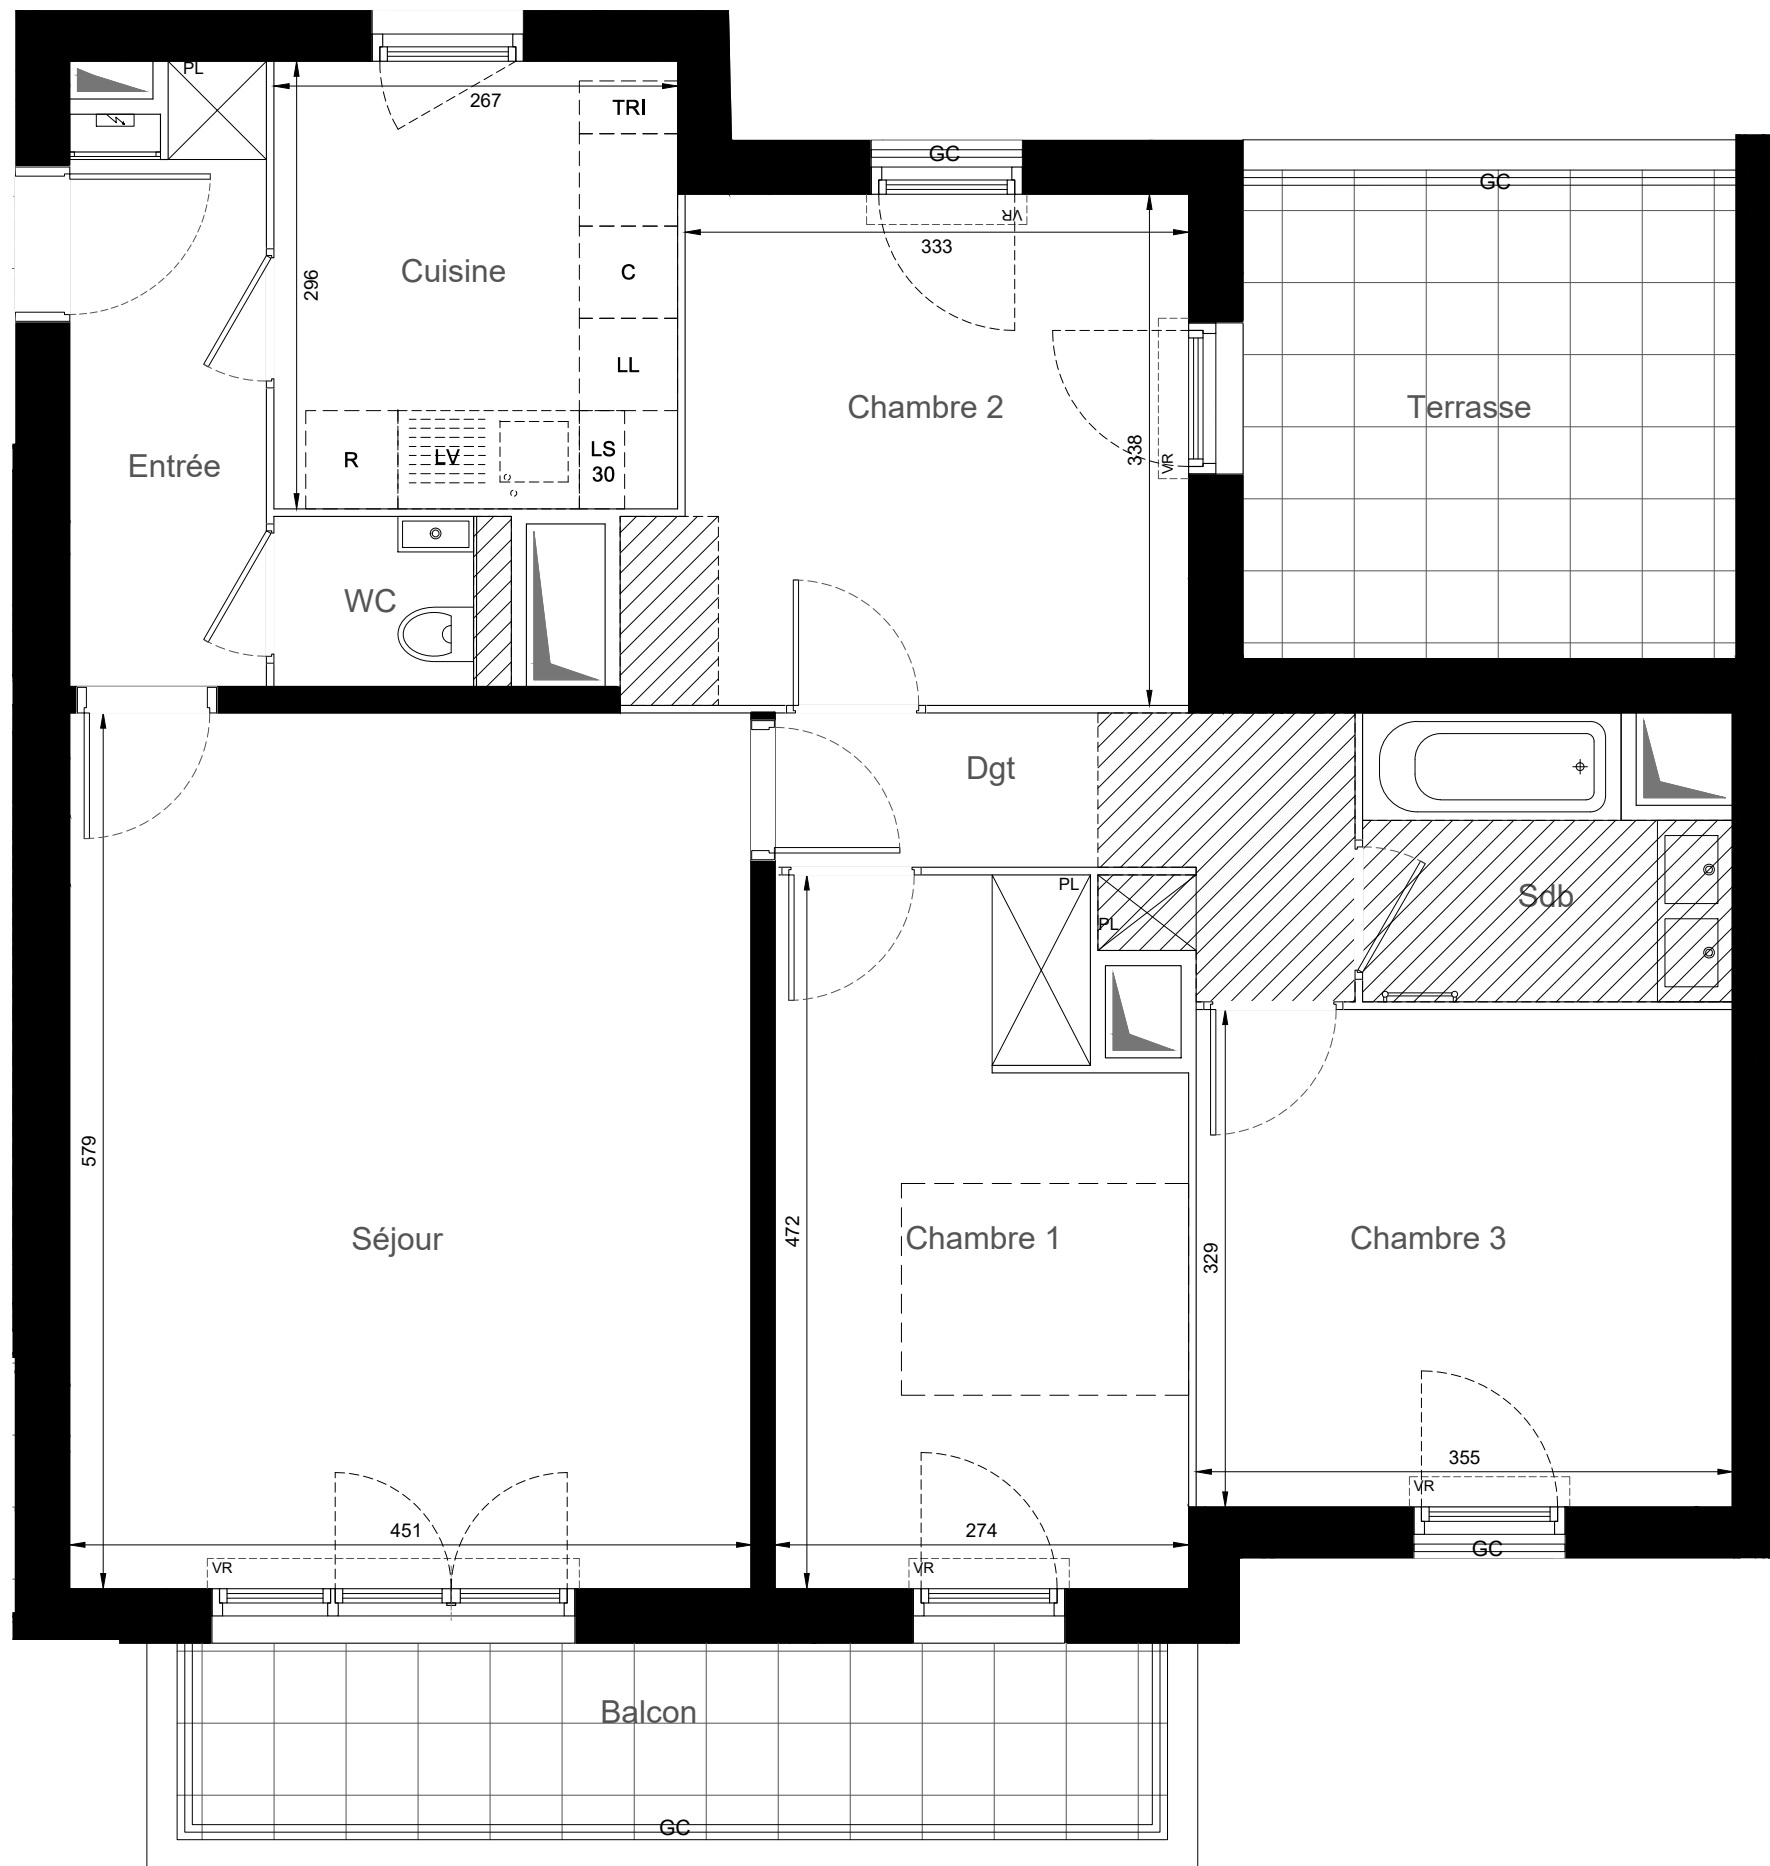 PL
267
TRI
GC
GC
VR
333
296
Cuisine
C
LL
Chambre 2
Terrasse
338
VR
Entrée
R
LV
LS
30
WC
Dgt
PL
PL
Sdb
579
472
Séjour
Chambre 1
329
Chambre 3
355
VR
451
274
VR
VR
GC
Balcon
GC